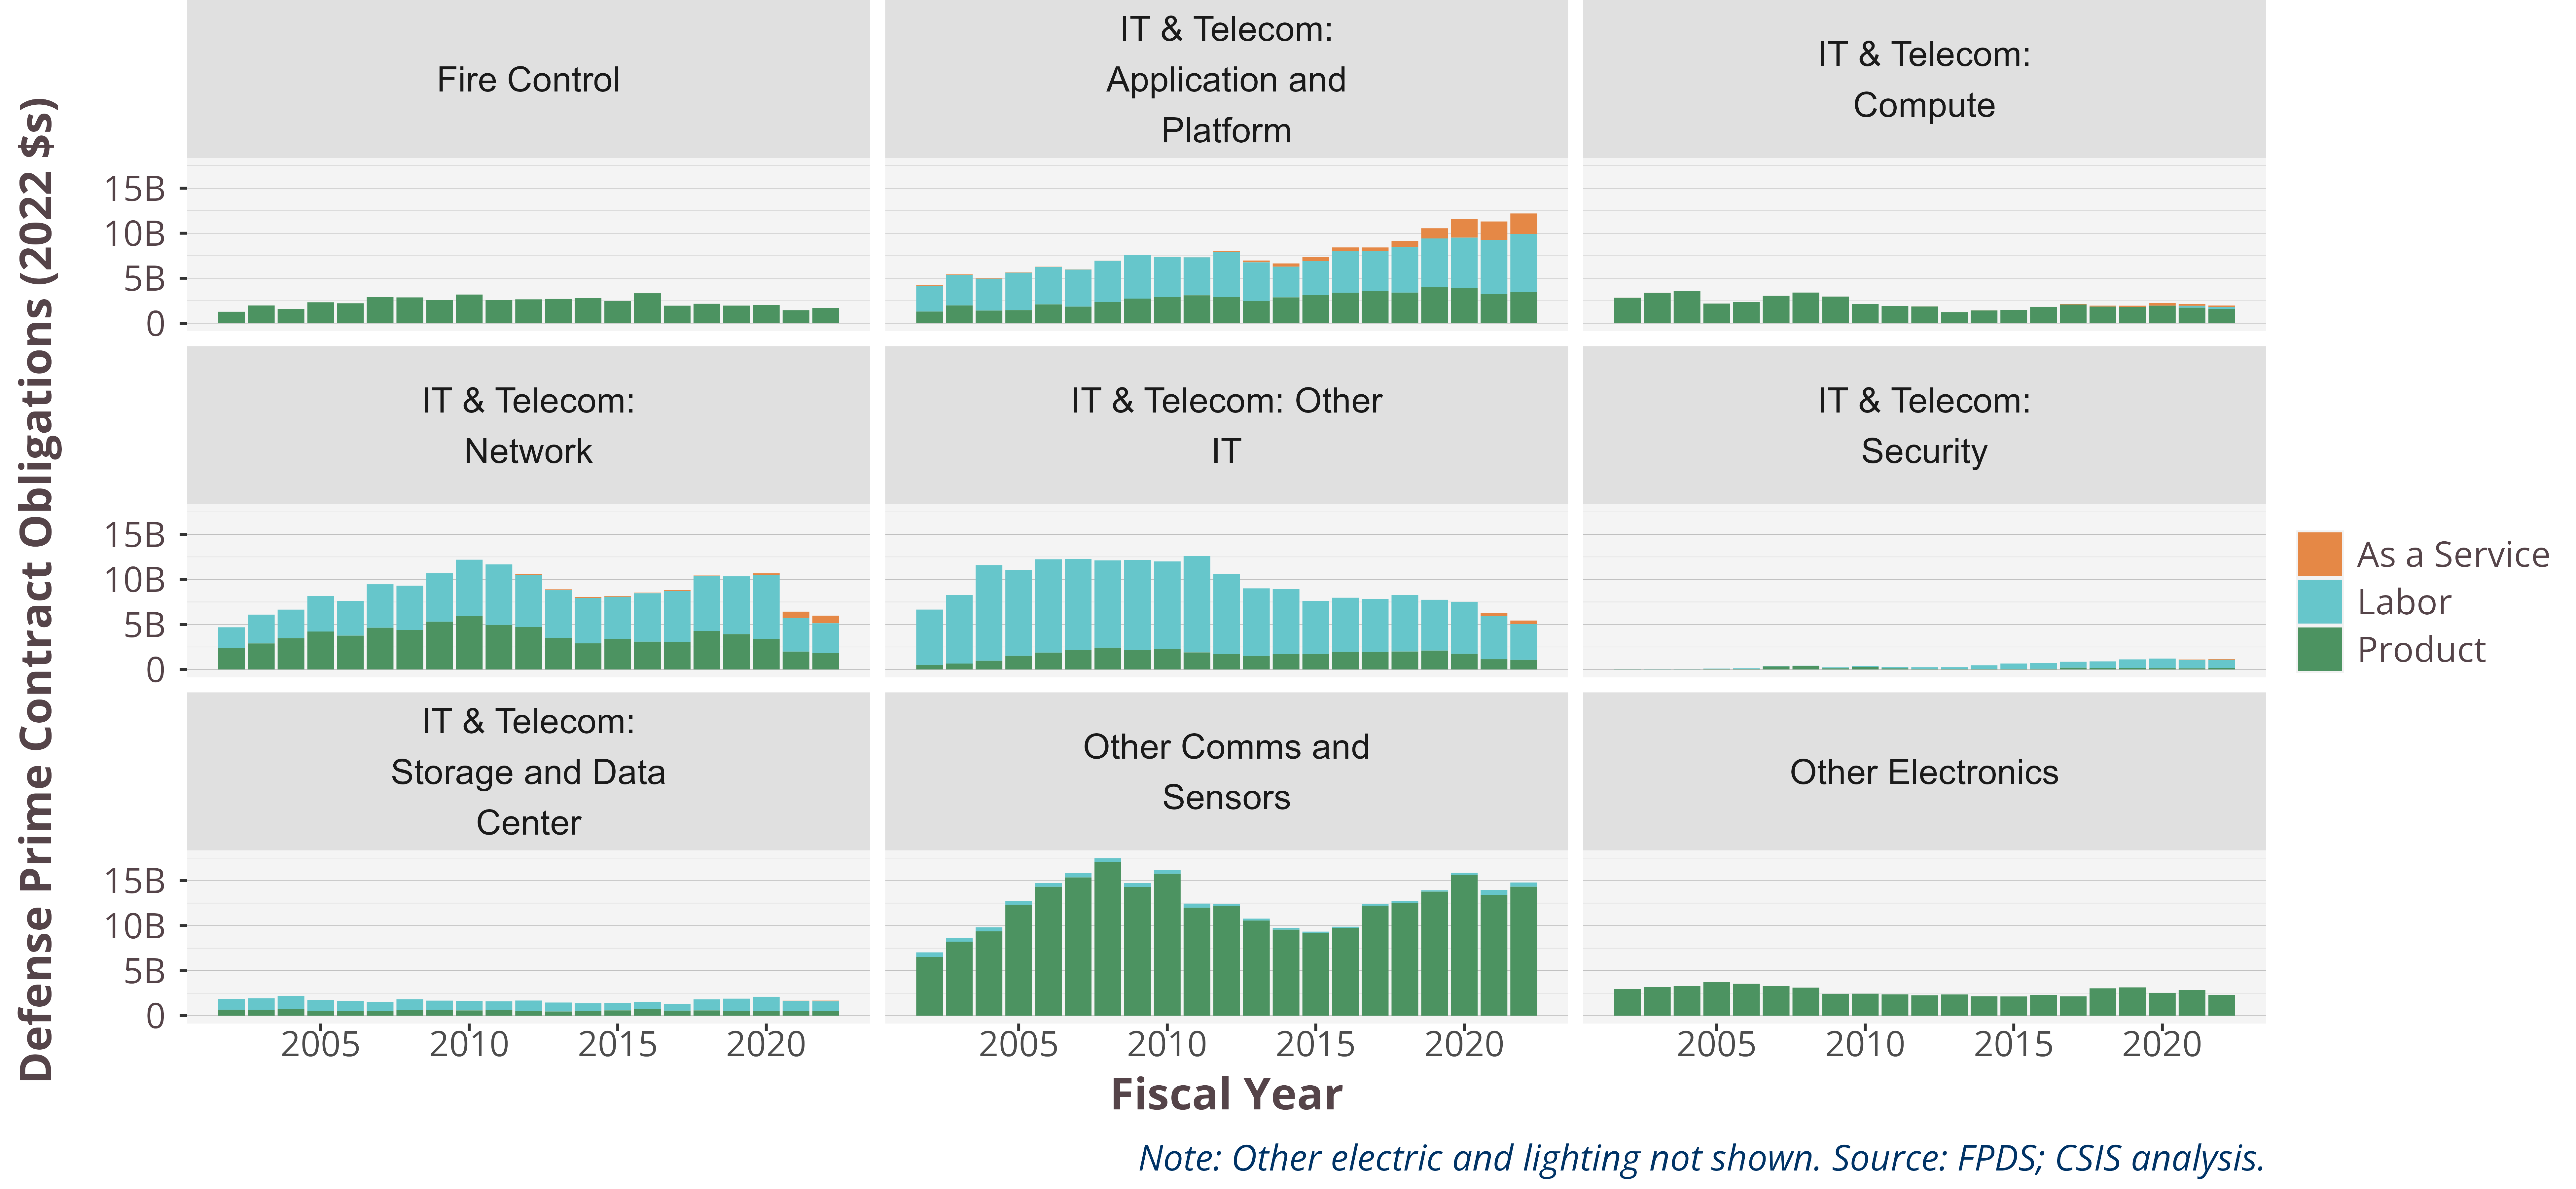 Defense Prime Contract Obligations (2022 $s)
Fire Control
IT & Telecom:
Application and
Platform
IT & Telecom:
Compute
15B
10B
5B
0
IT & Telecom:
Network
IT & Telecom: Other
IT
IT & Telecom:
Security
15B
10B
5B
0
As a Service
Labor
Product
IT & Telecom:
Storage and Data
Center
Other Comms and
Sensors
Other Electronics
15B
10B
5B
0
2005 2010 2015 2020
2005 2010 2015 2020
2005 2010 2015 2020
Fiscal Year
Note: Other electric and lighting not shown. Source: FPDS; CSIS analysis.